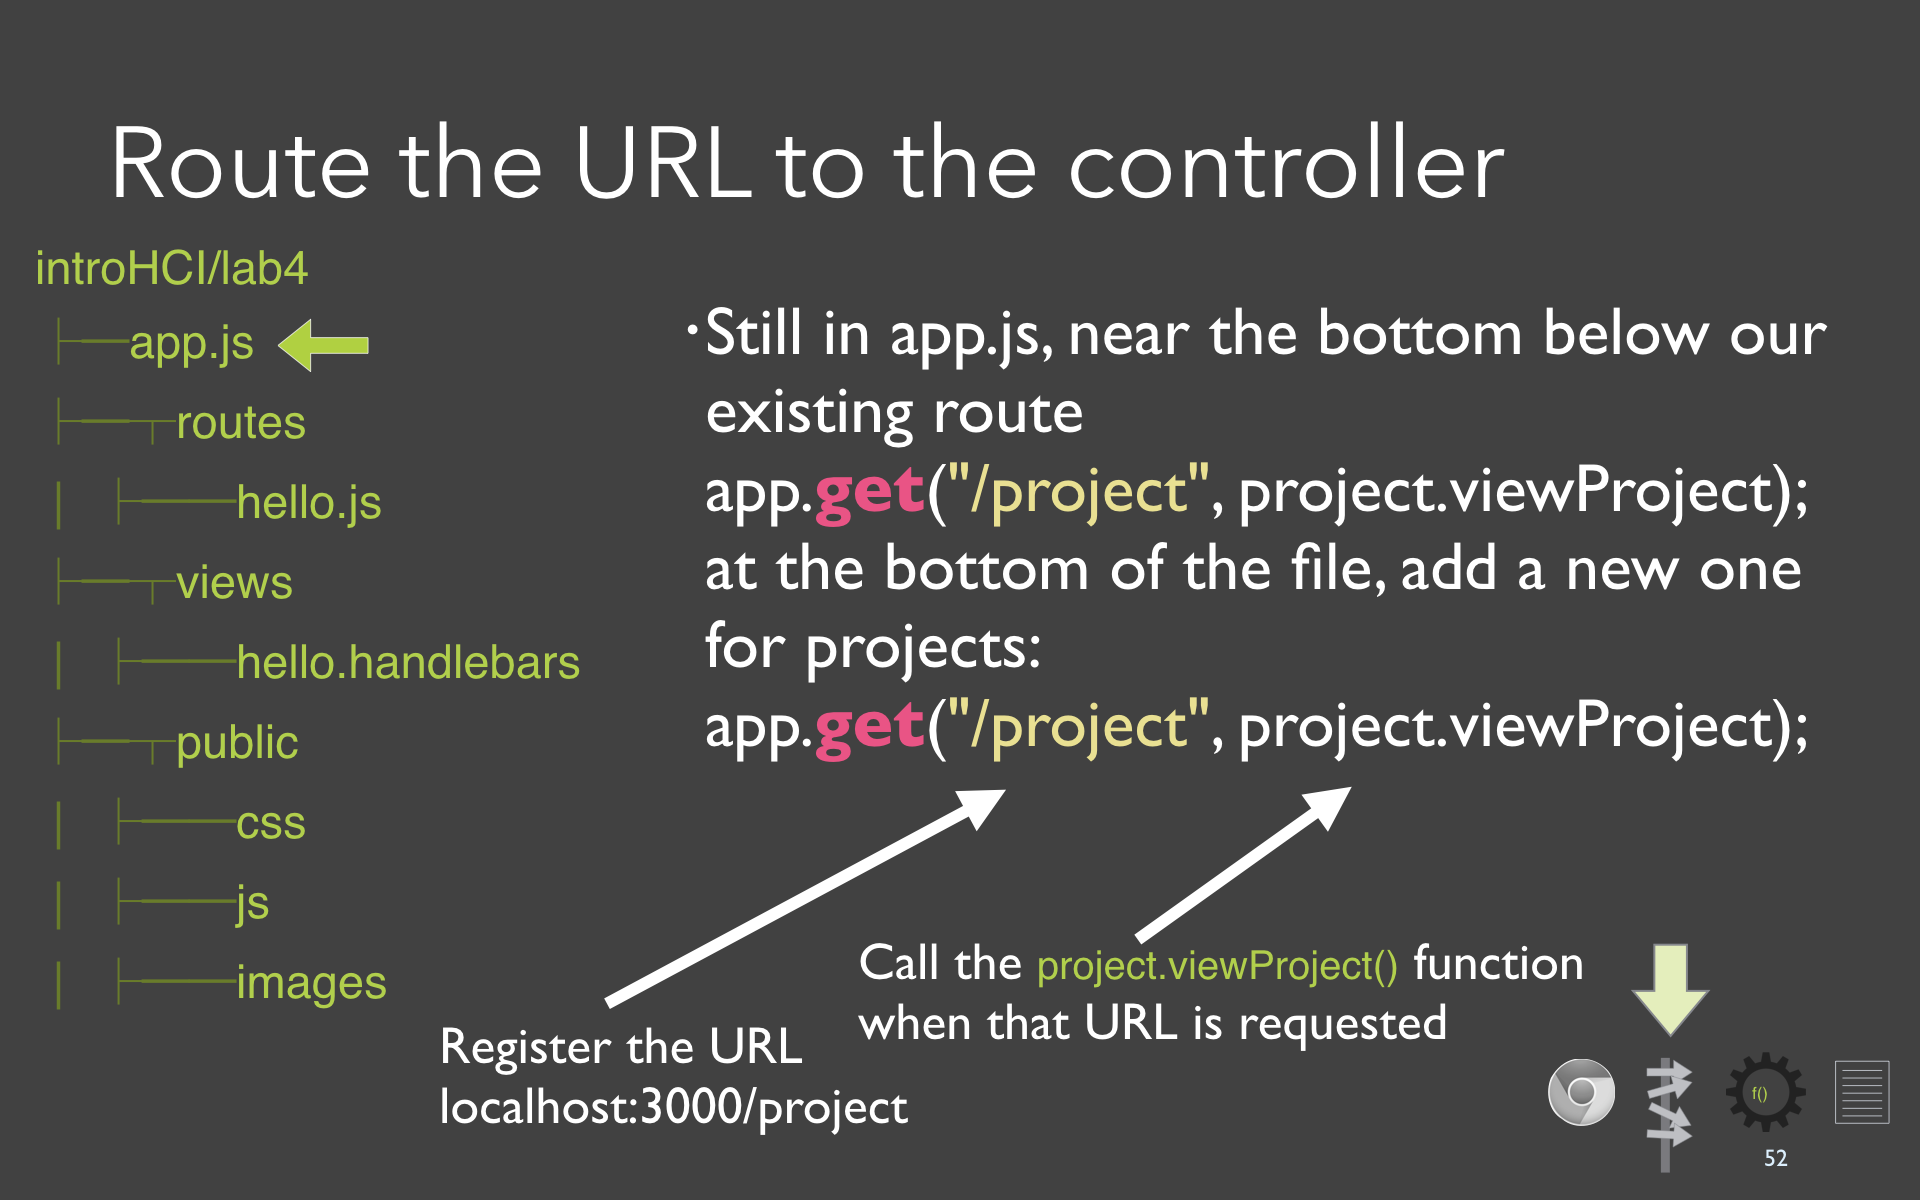 Route the URL to the controller
introHCI/lab4
app.js
routes
hello.js
views
hello.handlebars
public
css
js
images
•Still in app.js, near the bottom below our
existing route
app.get("/project", project.viewProject);
at the bottom of the file, add a new one
for projects:
app.get("/project", project.viewProject);
Register the URL
localhost:3000/project
Call the project.viewProject() function
when that URL is requested
f()
52